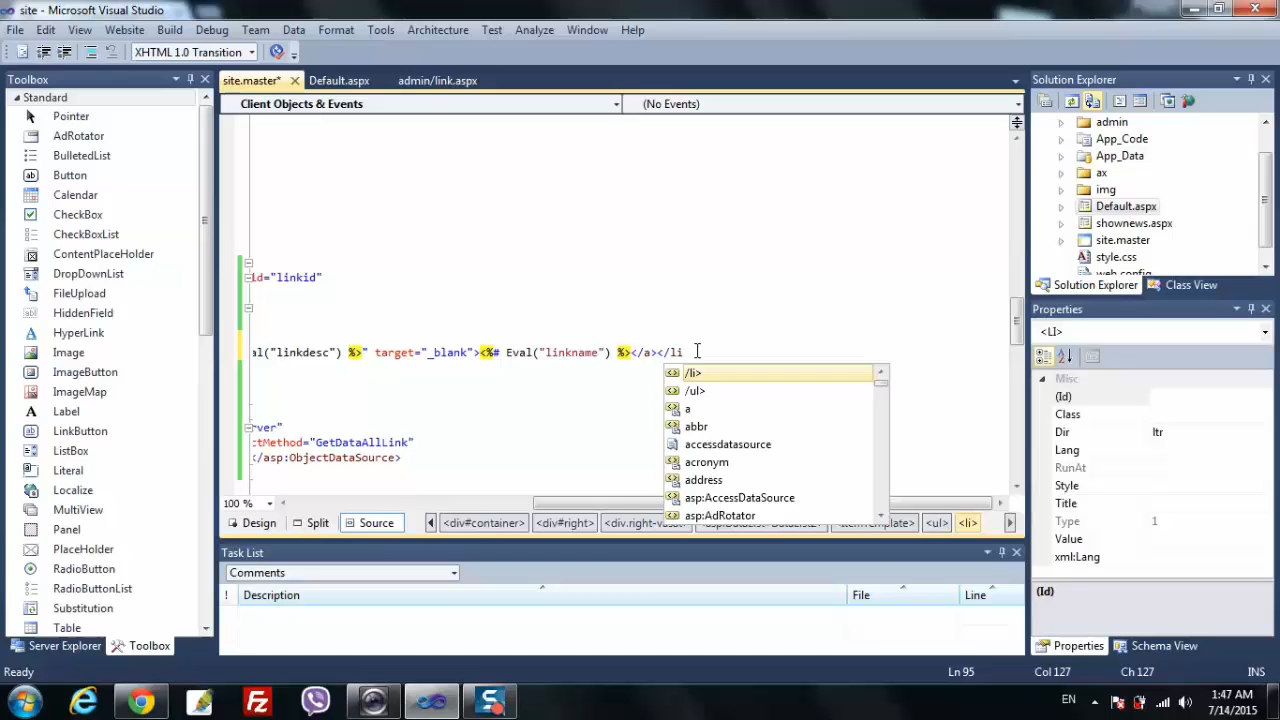 site - Microsoft Visual Studio
File Edit View Website Build Debug Team Data Format Tools Architecture Test Analyze Window Help
XHTML 1.0 Transition
Toolbox
Standard
Pointer
AdRotator
BulletedList
Button
Calendar
CheckBox
CheckBoxList
ContentPlaceHolder
DropDownList
FileUpload
HiddenField
HyperLink
Image
ImageButton
ImageMap
Label
LinkButton
ListBox
Literal
Localize
MultiView
Panel
PlaceHolder
RadioButton
RadioButtonList
Substitution
Table
Server Explorer Toolbox
site.master* Default.aspx admin/link.aspx
Client Objects & Events (No Events)
id="linkid"
al("linkdesc") %>" target="_blank"><%# Eval("linkname") %></a></li
/li>
/ul>
a
abbr
accessdatasource
acronym
address
asp:AccessDataSource
asp:AdRotator
rver"
ctMethod="GetDataAllLink"
</asp:ObjectDataSource>
100 %
Design Split Source <div#container> <div#right> <ul> <li>
Task List
Comments
! Description File Line
Solution Explorer
admin
App_Code
App_Data
ax
img
Default.aspx
shownews.aspx
site.master
style.css
web.config
Solution Explorer Class View
Properties
<LI>
Misc
(Id)
Class
Dir ltr
Lang
RunAt
Style
Title
Type 1
Value
xml:Lang
(Id)
Properties Schema View
Ready Ln 95 Col 127 Ch 127 INS
EN 1:47 AM
7/14/2015